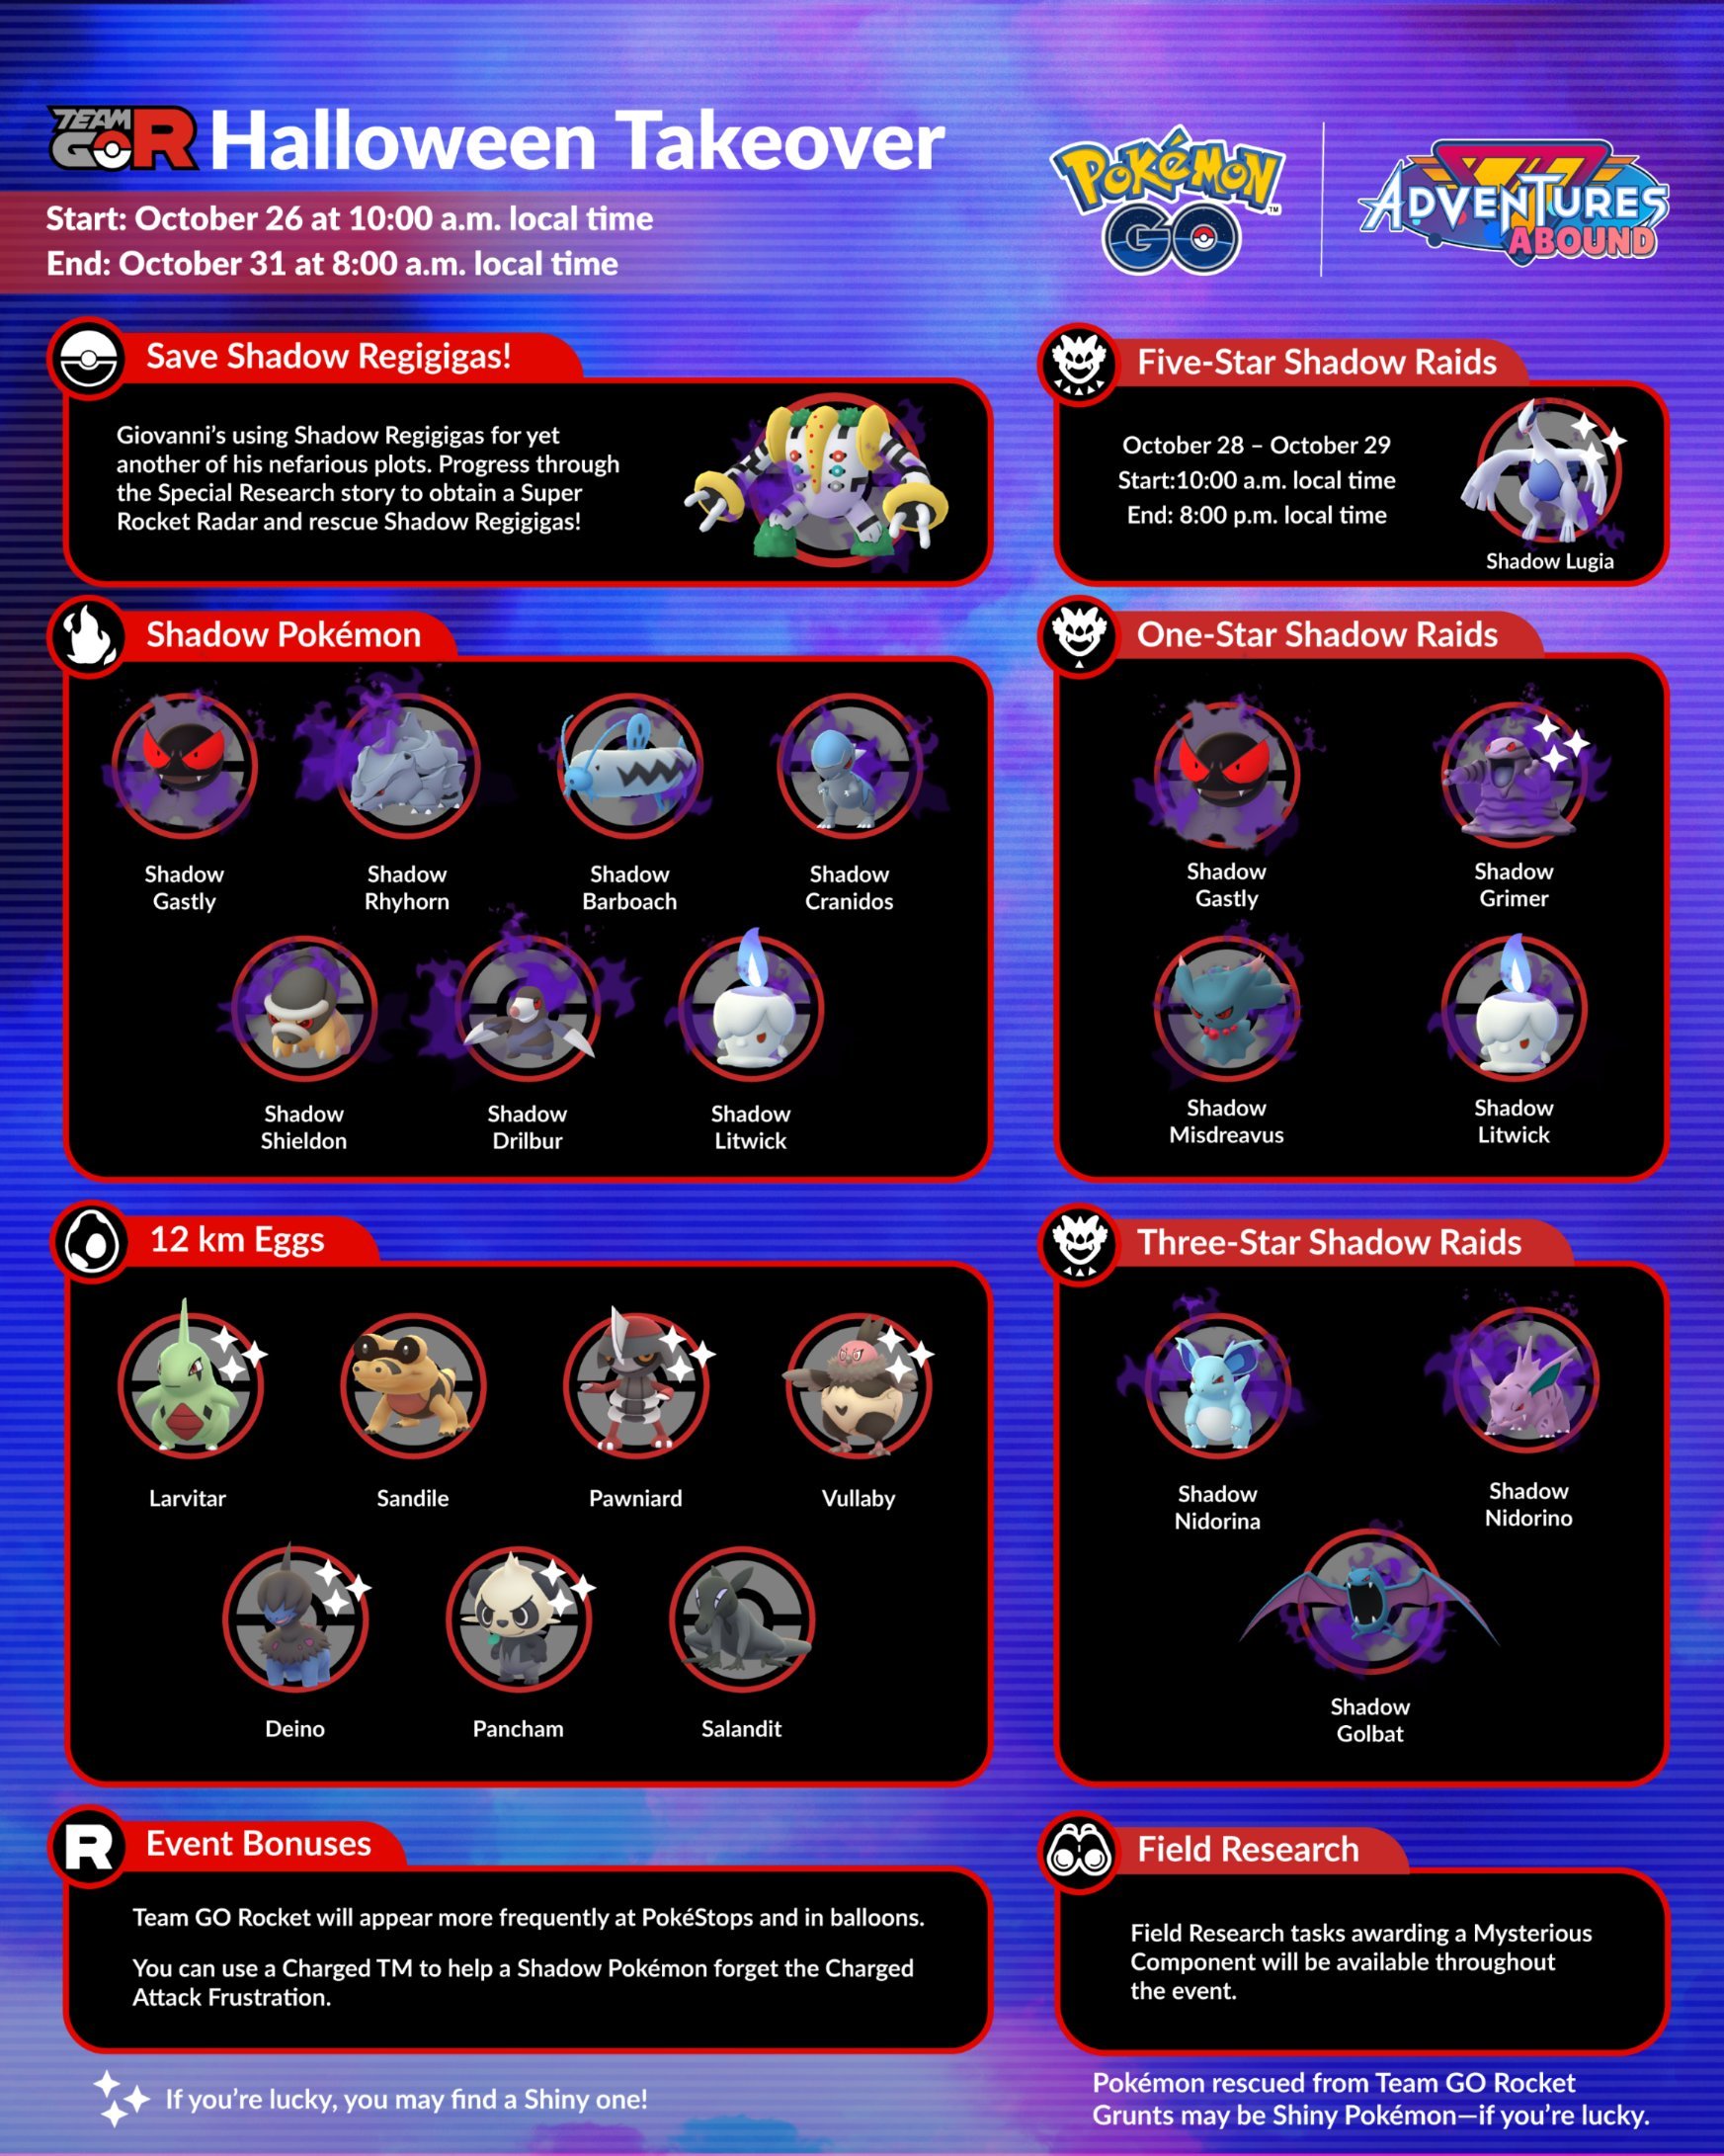 TEAM GO R Halloween Takeover
Start: October 26 at 10:00 a.m. local time
End: October 31 at 8:00 a.m. local time
POKÉMON™
GO
ADVENTURES
ABOUND
Save Shadow Regigigas!
Giovanni’s using Shadow Regigigas for yet
another of his nefarious plots. Progress through
the Special Research story to obtain a Super
Rocket Radar and rescue Shadow Regigigas!
Five-Star Shadow Raids
October 28 – October 29
Start:10:00 a.m. local time
End: 8:00 p.m. local time
Shadow Lugia
Shadow Pokémon
Shadow
Gastly
Shadow
Rhyhorn
Shadow
Barboach
Shadow
Cranidos
Shadow
Shieldon
Shadow
Drilbur
Shadow
Litwick
One-Star Shadow Raids
Shadow
Gastly
Shadow
Grimer
Shadow
Misdreavus
Shadow
Litwick
12 km Eggs
Larvitar
Sandile
Pawniard
Vullaby
Deino
Pancham
Salandit
Three-Star Shadow Raids
Shadow
Nidorina
Shadow
Nidorino
Shadow
Golbat
R Event Bonuses
Team GO Rocket will appear more frequently at PokéStops and in balloons.
You can use a Charged TM to help a Shadow Pokémon forget the Charged
Attack Frustration.
Field Research
Field Research tasks awarding a Mysterious
Component will be available throughout
the event.
If you’re lucky, you may find a Shiny one!
Pokémon rescued from Team GO Rocket
Grunts may be Shiny Pokémon—if you’re lucky.